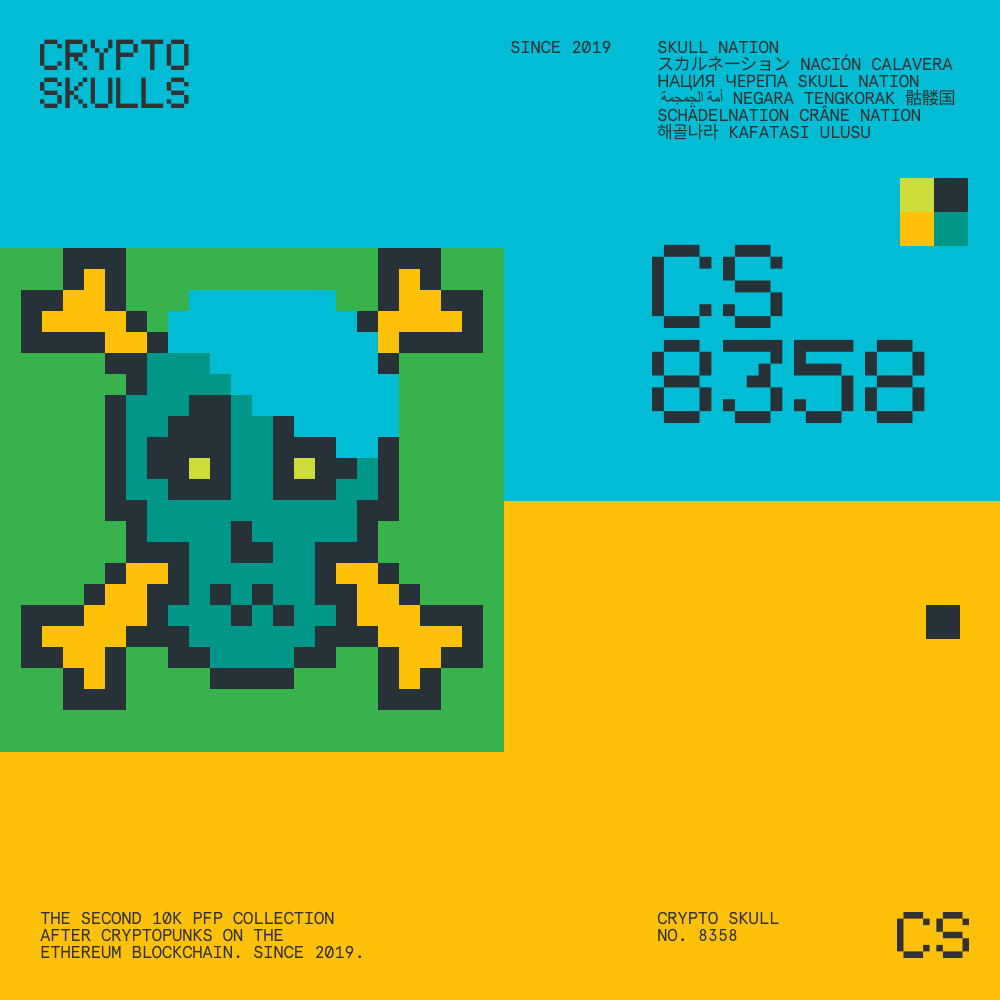 CRYPTO
SKULLS
SINCE 2019
SKULL NATION
スカルネーション NACIÓN CALAVERA
НАЦИЯ ЧЕРЕПА SKULL NATION
أمة الجمجمة NEGARA TENGKORAK 骷髅国
SCHÄDELNATION CRÂNE NATION
해골나라 KAFATASI ULUSU
CS
8358
THE SECOND 10K PFP COLLECTION
AFTER CRYPTOPUNKS ON THE
ETHEREUM BLOCKCHAIN. SINCE 2019.
CRYPTO SKULL
NO. 8358
CS